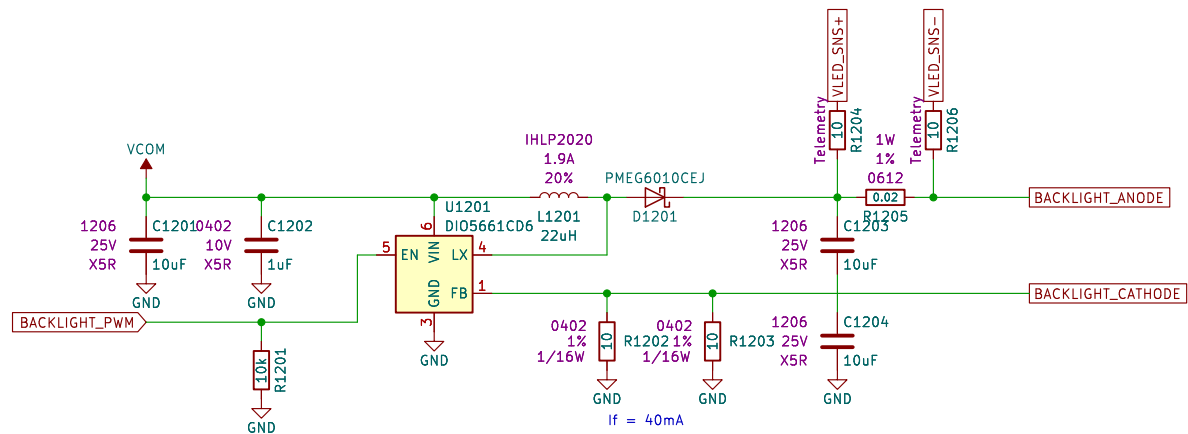 VLED_SNS+
VLED_SNS-
Telemetry
10
R1204
Telemetry
10
R1206
VCOM
IHLP2020
1.9A
20%
L1201
22uH
PMEG6010CEJ
D1201
1W
1%
0612
0.02
R1205
BACKLIGHT_ANODE
1206
25V
X5R
C1201
10uF
GND
0402
10V
X5R
C1202
1uF
GND
U1201
DIO5661CD6
6
5
EN
VIN
LX
4
GND
FB
1
3
GND
1206
25V
X5R
C1203
10uF
BACKLIGHT_CATHODE
BACKLIGHT_PWM
10k
R1201
GND
0402
1%
1/16W
10
R1202
GND
0402
1%
1/16W
10
R1203
GND
1206
25V
X5R
C1204
10uF
GND
If = 40mA